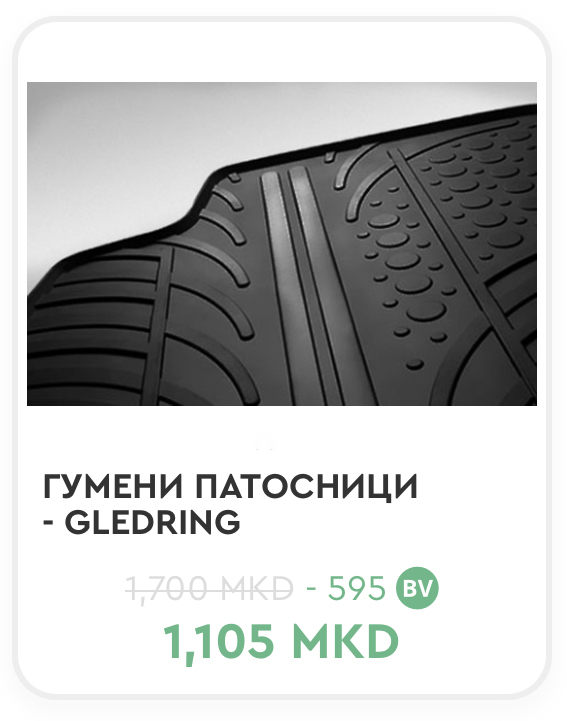 ГУМЕНИ ПАТОСНИЦИ
- GLEDRING
1,700 MKD - 595 BV
1,105 MKD